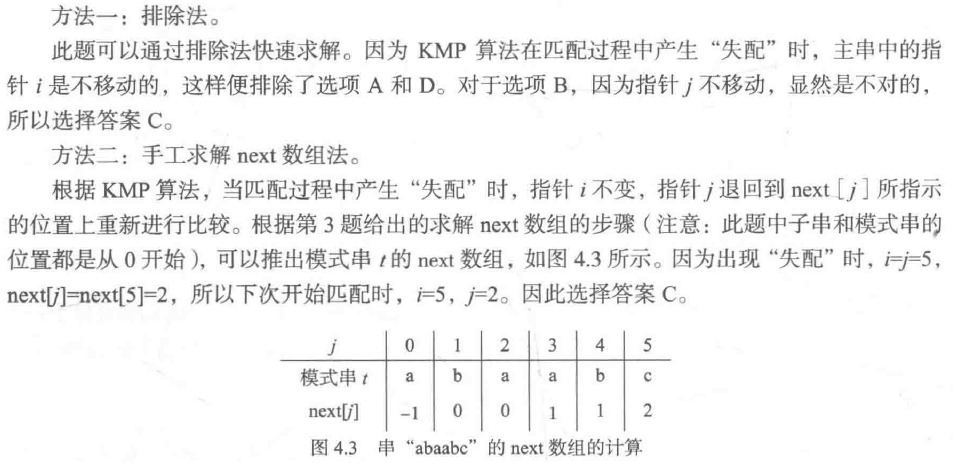 方法一：排除法。
此题可以通过排除法快速求解。因为 KMP 算法在匹配过程中产生“失配”时，主串中的指
针 i 是不移动的，这样便排除了选项 A 和 D。对于选项 B，因为指针 j 不移动，显然是不对的，
所以选择答案 C。
方法二：手工求解 next 数组法。
根据 KMP 算法，当匹配过程中产生“失配”时，指针 i 不变，指针 j 退回到 next［j］所指示
的位置上重新进行比较。根据第 3 题给出的求解 next 数组的步骤（注意：此题中子串和模式串的
位置都是从 0 开始），可以推出模式串 t 的 next 数组，如图 4.3 所示。因为出现“失配”时，i=j=5，
next[j]=next[5]=2，所以下次开始匹配时，i=5，j=2。因此选择答案 C。
j 0 1 2 3 4 5
模式串 t a b a a b c
next[j] -1 0 0 1 1 2
图 4.3 串“abaabc”的 next 数组的计算